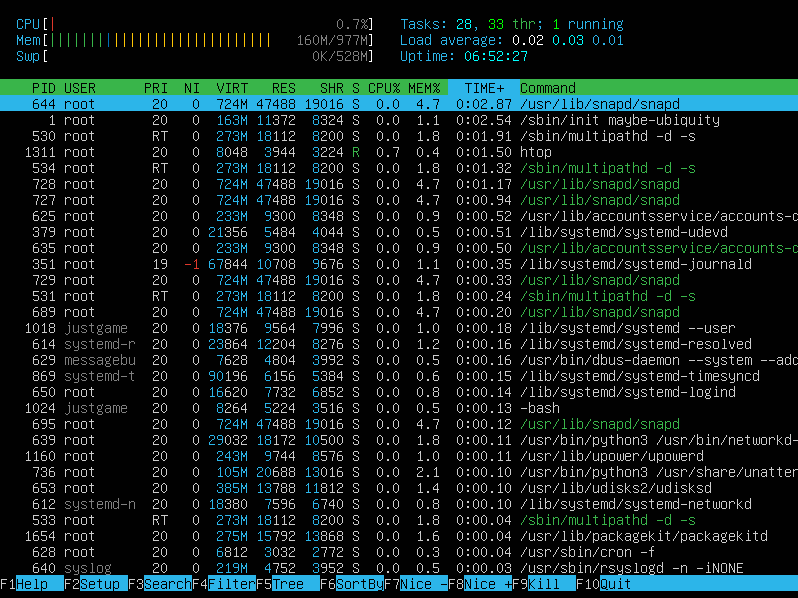 CPU[| 0.7%] Tasks: 28, 33 thr; 1 running
Mem[|||||||||||||||||||||||||||| 160M/977M] Load average: 0.02 0.03 0.01
Swp[ 0K/528M] Uptime: 06:52:27
PID USER PRI NI VIRT RES SHR S CPU% MEM% TIME+ Command
644 root 20 0 724M 47488 19016 S 0.0 4.7 0:02.87 /usr/lib/snapd/snapd
1 root 20 0 163M 11372 8324 S 0.0 1.1 0:02.54 /sbin/init maybe-ubiquity
530 root RT 0 273M 18112 8200 S 0.0 1.8 0:01.91 /sbin/multipathd -d -s
1311 root 20 0 8048 3944 3224 R 0.7 0.4 0:01.50 htop
534 root RT 0 273M 18112 8200 S 0.0 1.8 0:01.32 /sbin/multipathd -d -s
728 root 20 0 724M 47488 19016 S 0.0 4.7 0:01.17 /usr/lib/snapd/snapd
727 root 20 0 724M 47488 19016 S 0.0 4.7 0:00.94 /usr/lib/snapd/snapd
625 root 20 0 233M 9300 8348 S 0.0 0.9 0:00.52 /usr/lib/accountsservice/accounts-d
379 root 20 0 21356 5484 4044 S 0.0 0.5 0:00.51 /lib/systemd/systemd-udevd
635 root 20 0 233M 9300 8348 S 0.0 0.9 0:00.50 /usr/lib/accountsservice/accounts-d
351 root 19 -1 67844 10708 9676 S 0.0 1.1 0:00.35 /lib/systemd/systemd-journald
729 root 20 0 724M 47488 19016 S 0.0 4.7 0:00.33 /usr/lib/snapd/snapd
531 root RT 0 273M 18112 8200 S 0.0 1.8 0:00.24 /sbin/multipathd -d -s
689 root 20 0 724M 47488 19016 S 0.0 4.7 0:00.20 /usr/lib/snapd/snapd
1018 justgame 20 0 18376 9564 7996 S 0.0 1.0 0:00.18 /lib/systemd/systemd --user
614 systemd-r 20 0 23864 12204 8276 S 0.0 1.2 0:00.16 /lib/systemd/systemd-resolved
629 messagebu 20 0 7628 4804 3992 S 0.0 0.5 0:00.16 /usr/bin/dbus-daemon --system --add
869 systemd-t 20 0 90196 6156 5384 S 0.0 0.6 0:00.15 /lib/systemd/systemd-timesyncd
650 root 20 0 16620 7732 6852 S 0.0 0.8 0:00.14 /lib/systemd/systemd-logind
1024 justgame 20 0 8264 5224 3516 S 0.0 0.5 0:00.13 -bash
695 root 20 0 724M 47488 19016 S 0.0 4.7 0:00.12 /usr/lib/snapd/snapd
639 root 20 0 29032 18172 10500 S 0.0 1.8 0:00.11 /usr/bin/python3 /usr/bin/networkd-
1160 root 20 0 243M 9744 8576 S 0.0 1.0 0:00.10 /usr/lib/upower/upowerd
736 root 20 0 105M 20688 13016 S 0.0 2.1 0:00.10 /usr/bin/python3 /usr/share/unatten
653 root 20 0 385M 13788 11812 S 0.0 1.4 0:00.10 /usr/lib/udisks2/udisksd
612 systemd-n 20 0 18380 7596 6740 S 0.0 0.8 0:00.10 /lib/systemd/systemd-networkd
533 root RT 0 273M 18112 8200 S 0.0 1.8 0:00.04 /sbin/multipathd -d -s
1654 root 20 0 275M 15792 13868 S 0.0 1.6 0:00.04 /usr/lib/packagekit/packagekitd
628 root 20 0 6812 3032 2772 S 0.0 0.3 0:00.04 /usr/sbin/cron -f
640 syslog 20 0 219M 4752 3952 S 0.0 0.5 0:00.03 /usr/sbin/rsyslogd -n -iNONE
F1Help F2Setup F3SearchF4FilterF5Tree F6SortByF7Nice -F8Nice +F9Kill F10Quit